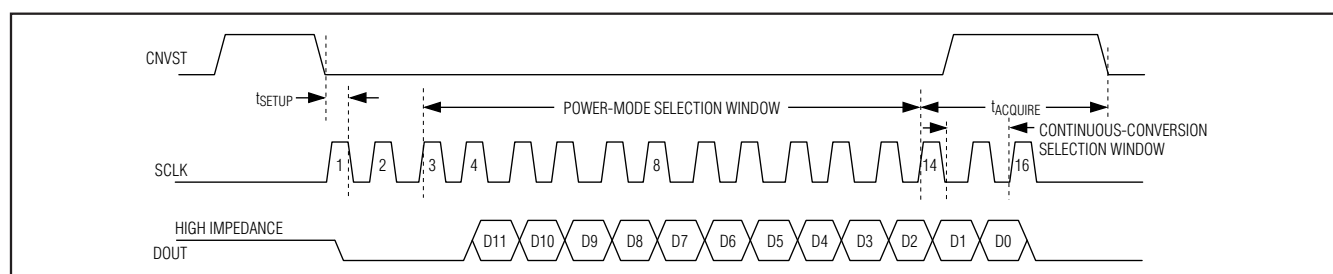 CNVST
tSETUP
POWER-MODE SELECTION WINDOW
tACQUIRE
CONTINUOUS-CONVERSION
SELECTION WINDOW
SCLK
1 2 3 4 8 14 16
HIGH IMPEDANCE
DOUT
D11 D10 D9 D8 D7 D6 D5 D4 D3 D2 D1 D0